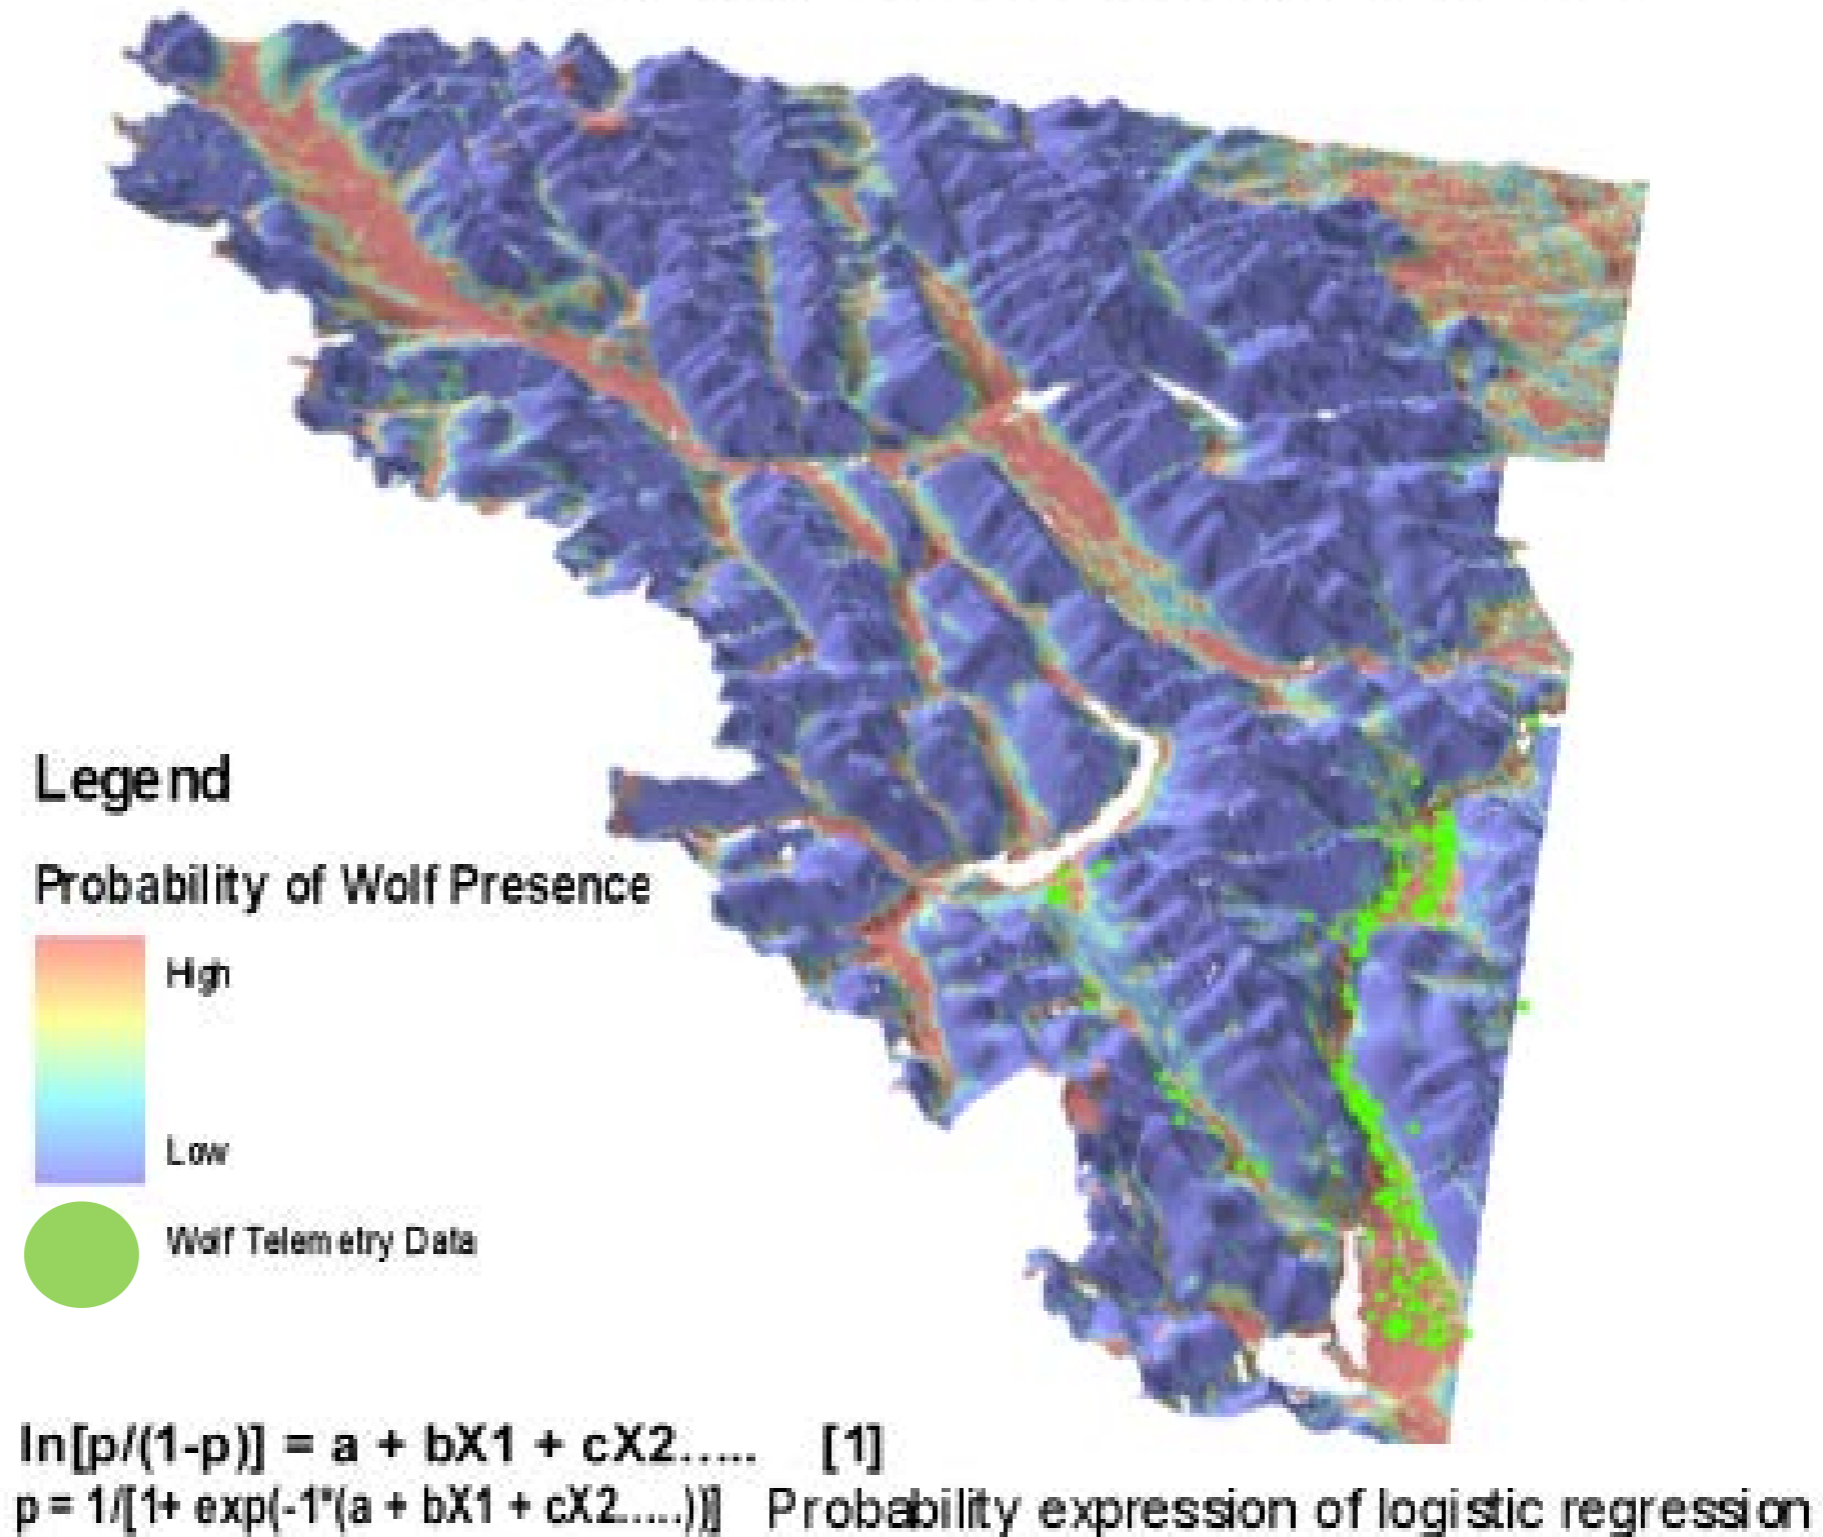 Legend
Probability of Wolf Presence
High
Low
Wolf Telemetry Data
ln[p/(1-p)] = a + bX1 + cX2..... [1]
p = 1/[1+ exp(-1*(a + bX1 + cX2.....))] Probability expression of logistic regression